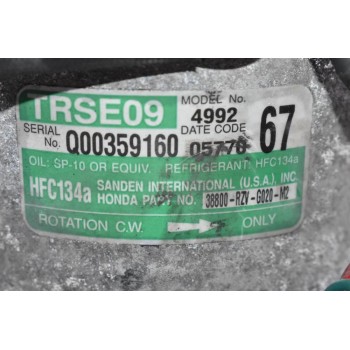 TRSE09 MODEL No. 4992
SERIAL No. Q00359160 DATE CODE 05776 67
OIL: SP-10 OR EQUIV. REFRIGERANT: HFC134a
HFC134a SANDEN INTERNATIONAL (U.S.A.), INC.
HONDA PART NO. 38800-RZV-G020-M2
ROTATION C.W. ONLY